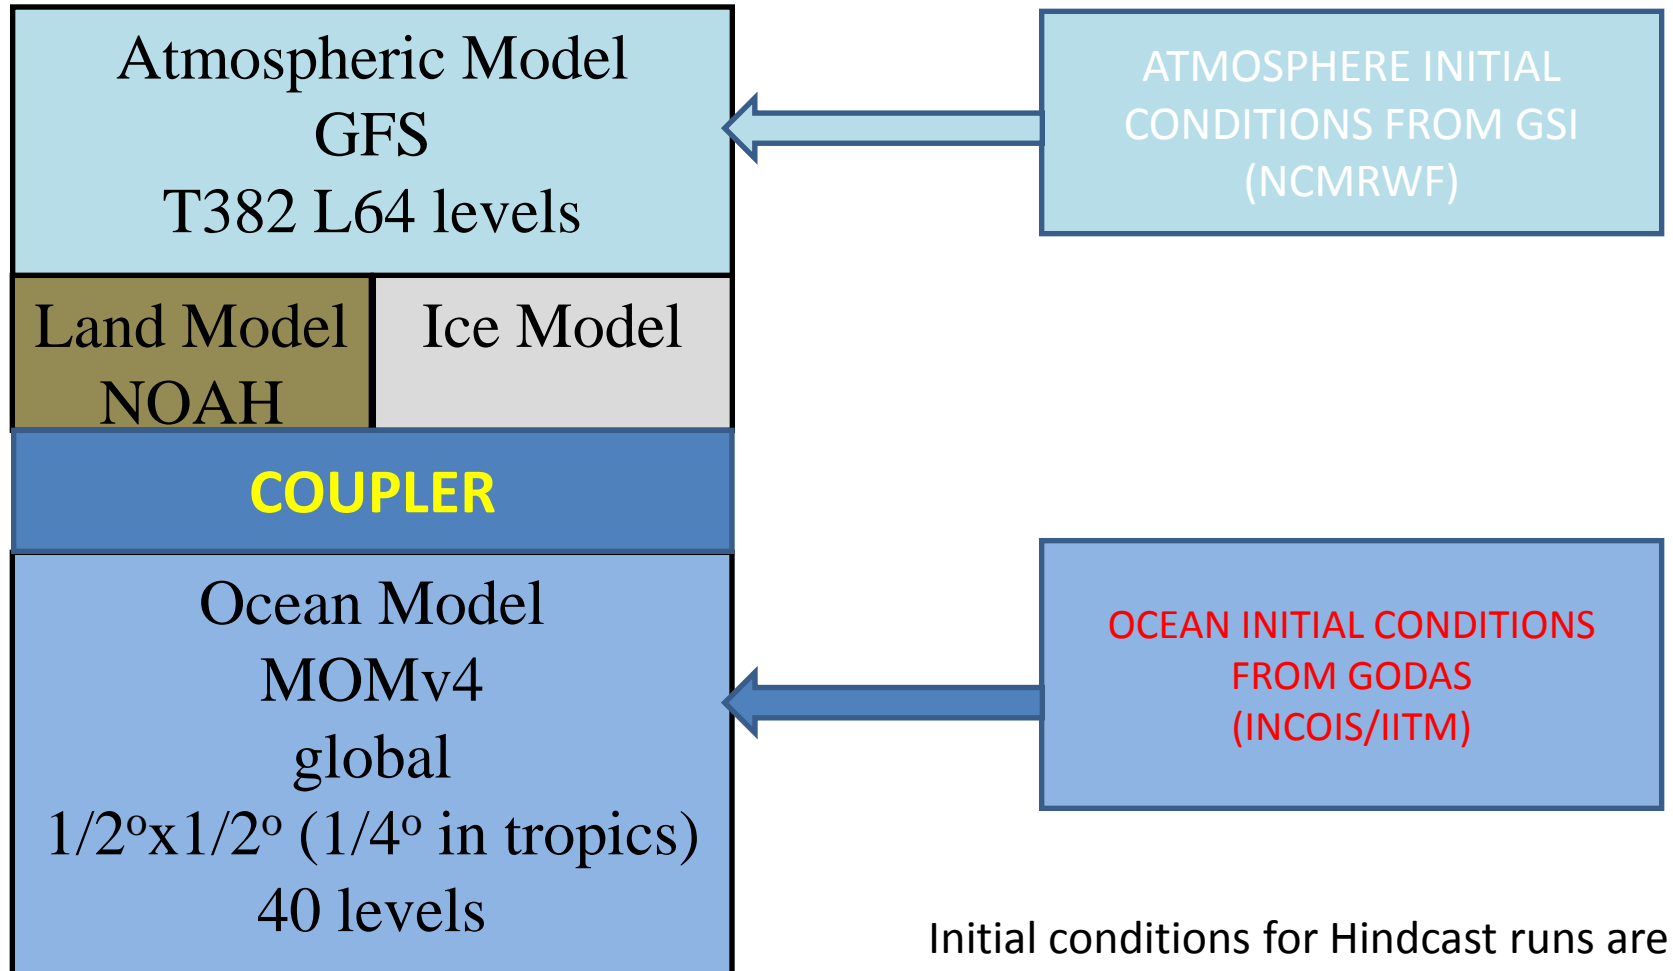 Atmospheric Model
GFS
T382 L64 levels
ATMOSPHERE INITIAL
CONDITIONS FROM GSI
(NCMRWF)
Land Model
NOAH
Ice Model
COUPLER
Ocean Model
MOMv4
global
1/2ºx1/2º (1/4º in tropics)
40 levels
OCEAN INITIAL CONDITIONS
FROM GODAS
(INCOIS/IITM)
Initial conditions for Hindcast runs are